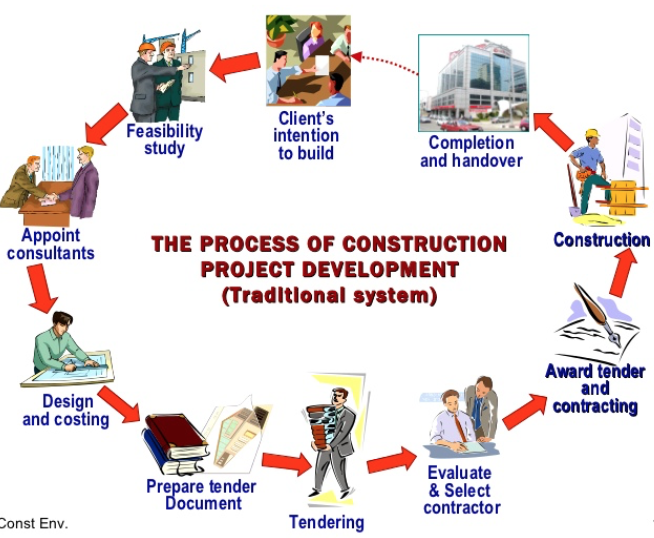 Client's
intention
to build
Feasibility
study
Appoint
consultants
Design
and costing
Prepare tender
Document
Tendering
Evaluate
& Select
contractor
Award tender
and
contracting
Construction
Completion
and handover
THE PROCESS OF CONSTRUCTION
PROJECT DEVELOPMENT
(Traditional system)
Const Env.